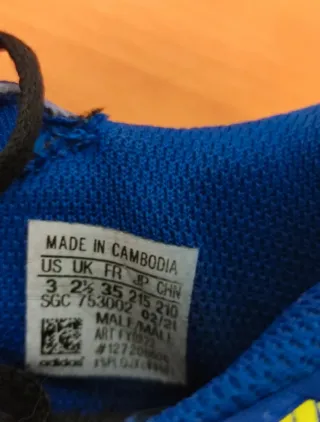 MADE IN CAMBODIA
US UK FR JP CHN
3 2½ 35 215 210
SGC 753002 02/21
MALE/MALE
ART
adidas